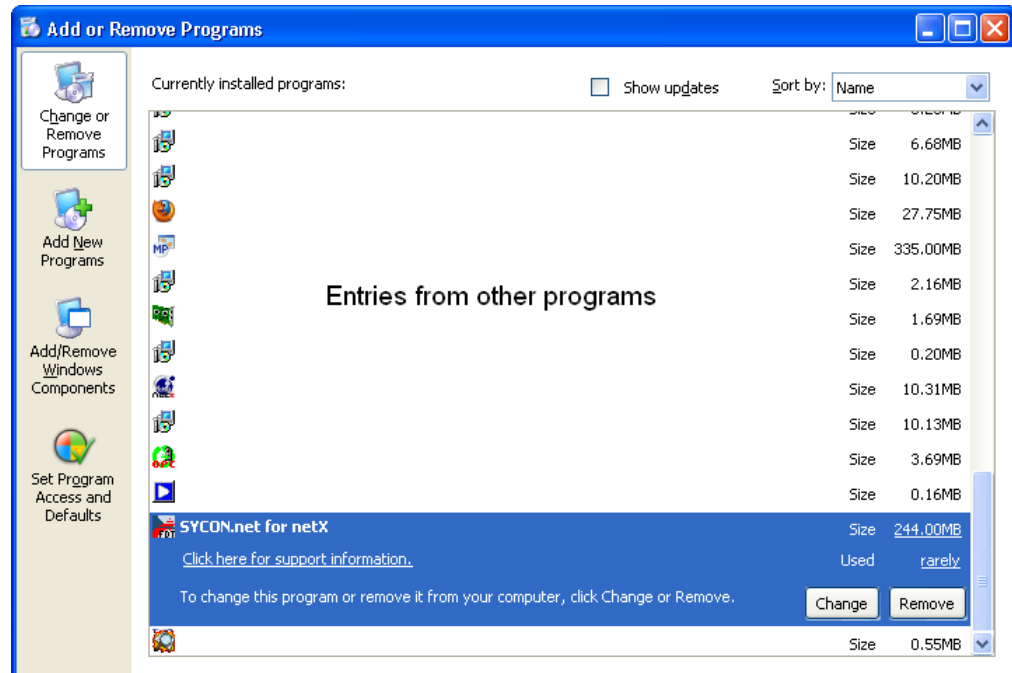 Add or Remove Programs
Change or
Remove
Programs
Add New
Programs
Add/Remove
Windows
Components
Set Program
Access and
Defaults
Currently installed programs:
Show updates
Sort by:
Name
Size 6.68MB
Size 10.20MB
Size 27.75MB
Size 335.00MB
Size 2.16MB
Entries from other programs
Size 1.69MB
Size 0.20MB
Size 10.31MB
Size 10.13MB
Size 3.69MB
Size 0.16MB
SYCON.net for netX Size 244.00MB
Click here for support information. Used rarely
To change this program or remove it from your computer, click Change or Remove. Change Remove
Size 0.55MB